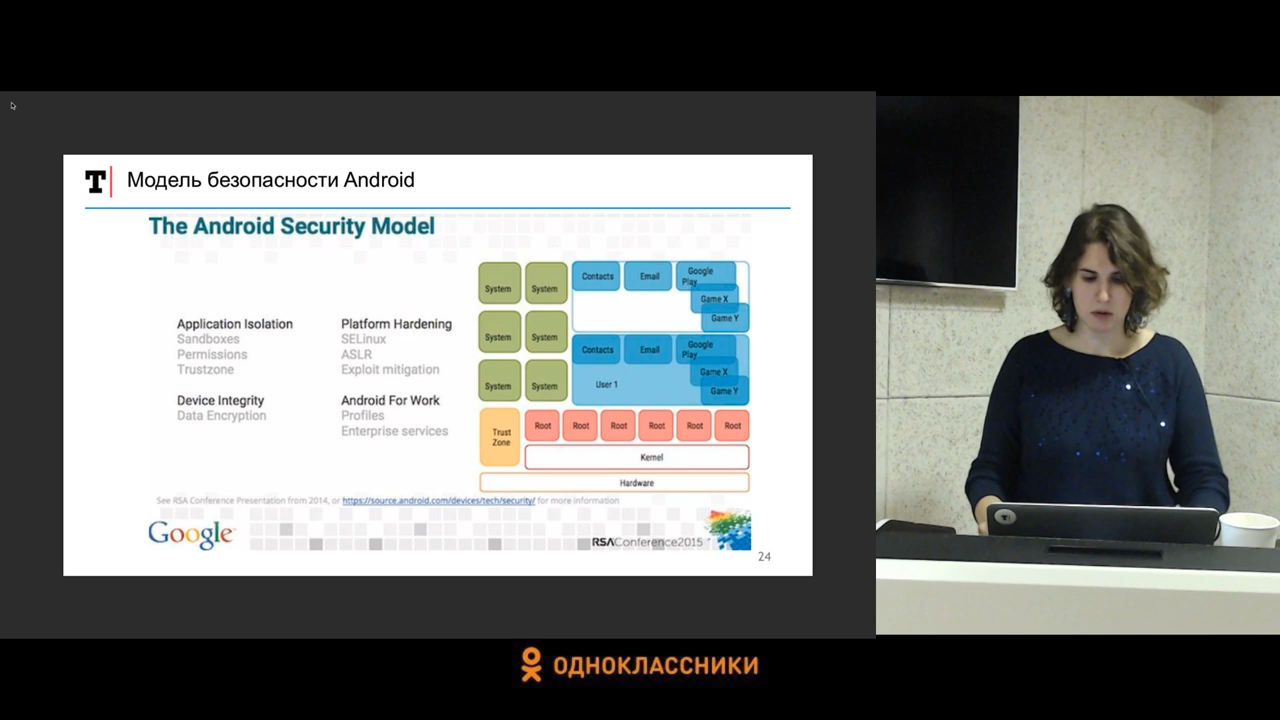 T
Модель безопасности Android
The Android Security Model
Application Isolation
Sandboxes
Permissions
Trustzone
Device Integrity
Data Encryption
Platform Hardening
SELinux
ASLR
Exploit mitigation
Android For Work
Profiles
Enterprise services
System
System
Contacts
Email
Google
Play
Game X
Game Y
System
System
Contacts
Email
Google
Play
Game X
Game Y
User 1
System
System
Trust
Zone
Root
Root
Root
Root
Root
Root
Kernel
Hardware
See RSA Conference Presentation from 2014, or https://source.android.com/devices/tech/security/ for more information
Google
RSAConference2015
24
T
ОДНОКЛАССНИКИ